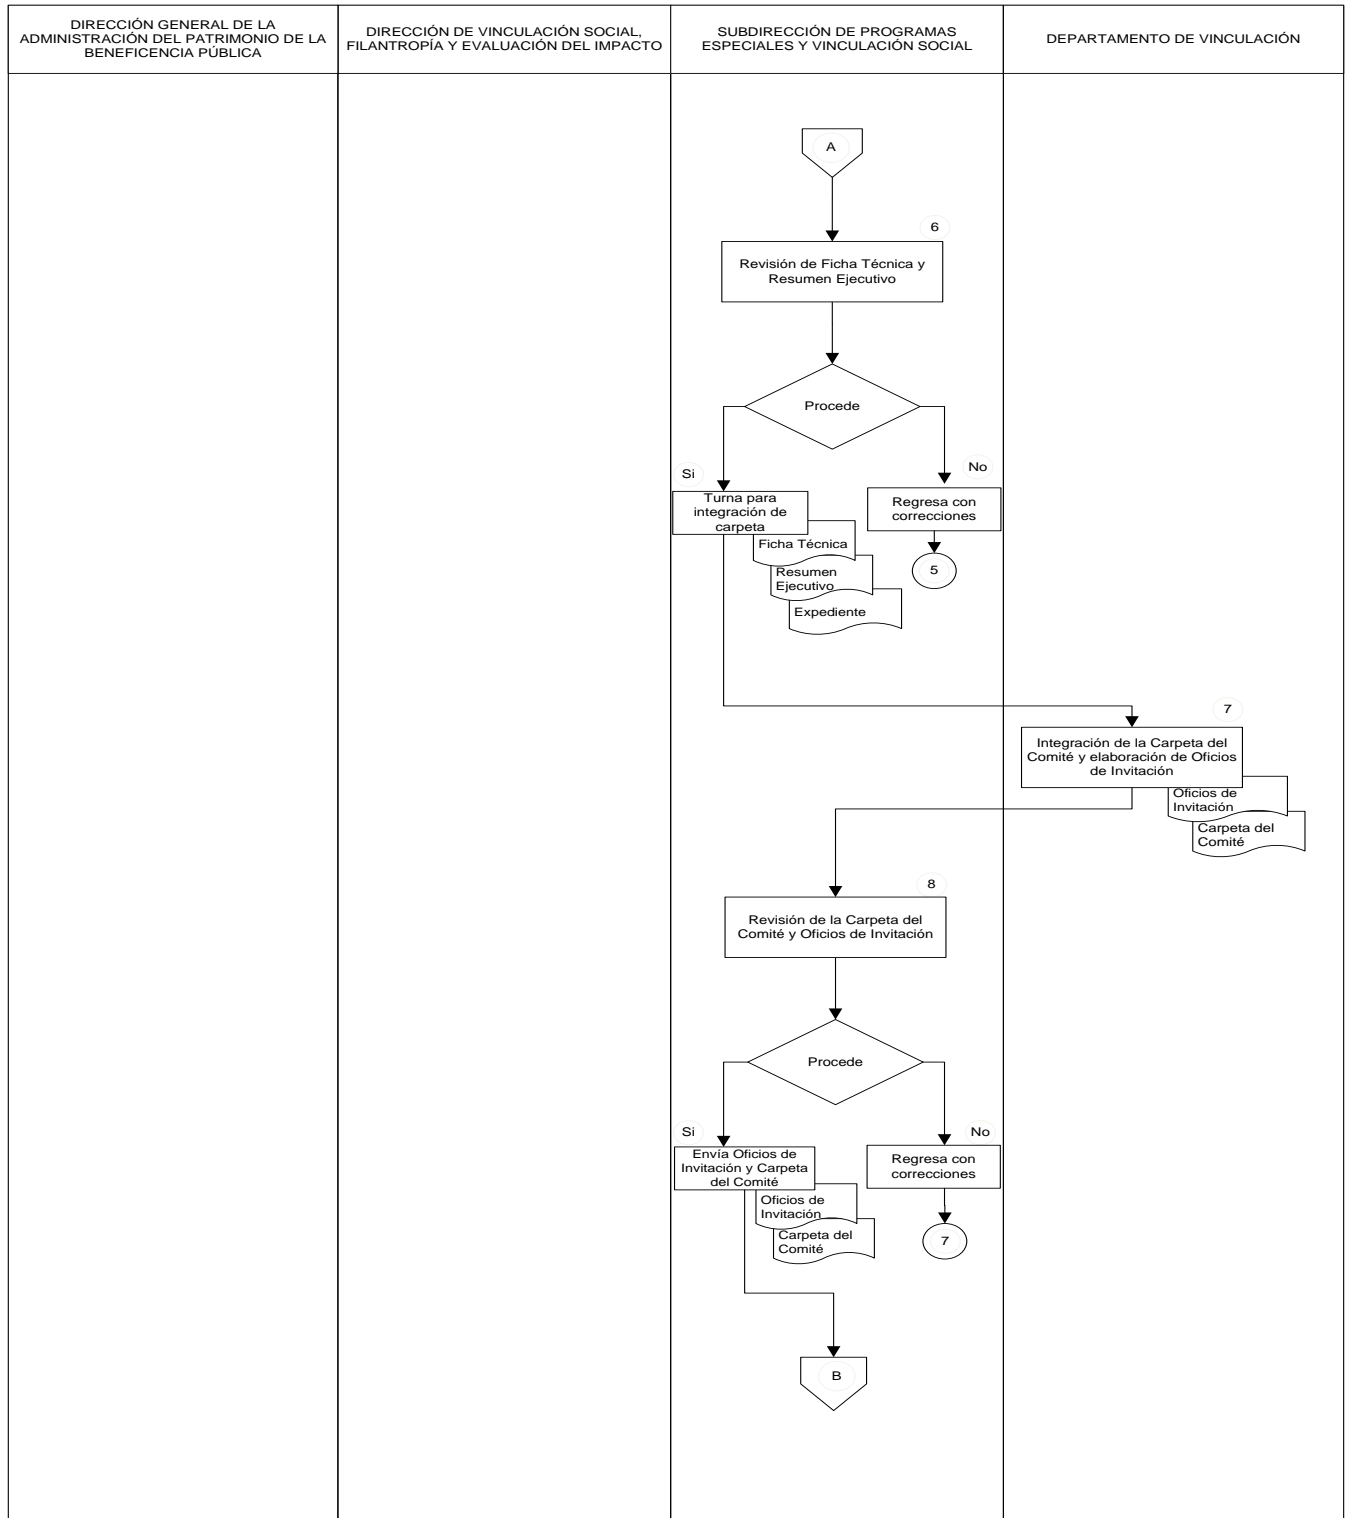 DIRECCIÓN GENERAL DE LA
ADMINISTRACIÓN DEL PATRIMONIO DE LA
BENEFICENCIA PÚBLICA
DIRECCIÓN DE VINCULACIÓN SOCIAL,
FILANTROPÍA Y EVALUACIÓN DEL IMPACTO
SUBDIRECCIÓN DE PROGRAMAS
ESPECIALES Y VINCULACIÓN SOCIAL
DEPARTAMENTO DE VINCULACIÓN
A
6
Revisión de Ficha Técnica y
Resumen Ejecutivo
Procede
Si
No
Turna para
integración de
carpeta
Regresa con
correcciones
Ficha Técnica
Resumen
Ejecutivo
Expediente
5
7
Integración de la Carpeta del
Comité y elaboración de Oficios
de Invitación
Oficios de
Invitación
Carpeta del
Comité
8
Revisión de la Carpeta del
Comité y Oficios de Invitación
Procede
Si
No
Envía Oficios de
Invitación y Carpeta
del Comité
Regresa con
correcciones
Oficios de
Invitación
Carpeta del
Comité
7
B